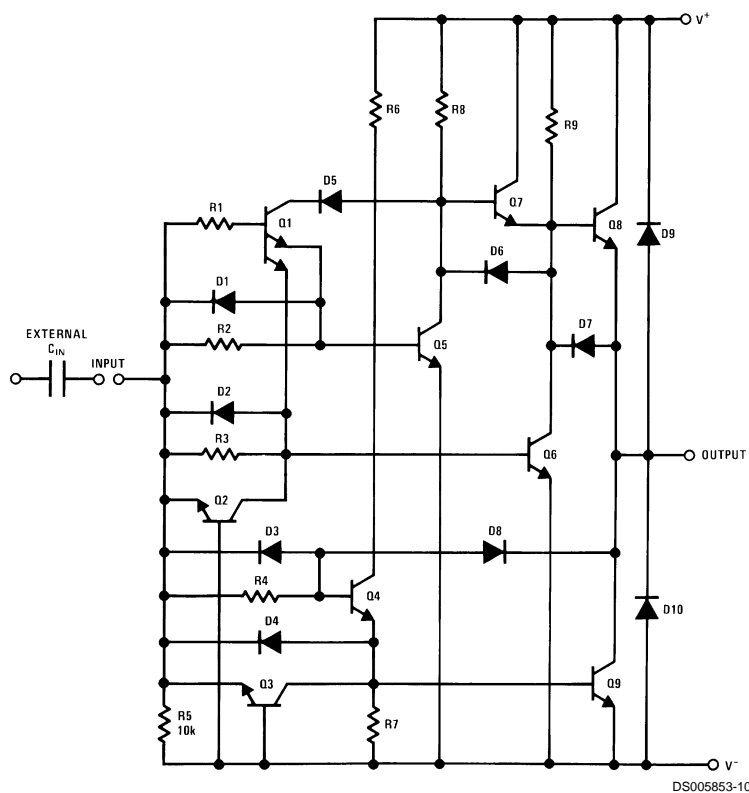 V+
R6
R8
R9
D5
R1
Q1
Q7
Q8
D9
D1
D6
EXTERNAL
CIN
INPUT
R2
Q5
D7
D2
R3
Q6
OUTPUT
Q2
D3
D8
R4
Q4
D10
D4
Q3
Q9
R5
10k
R7
V-
DS005853-10